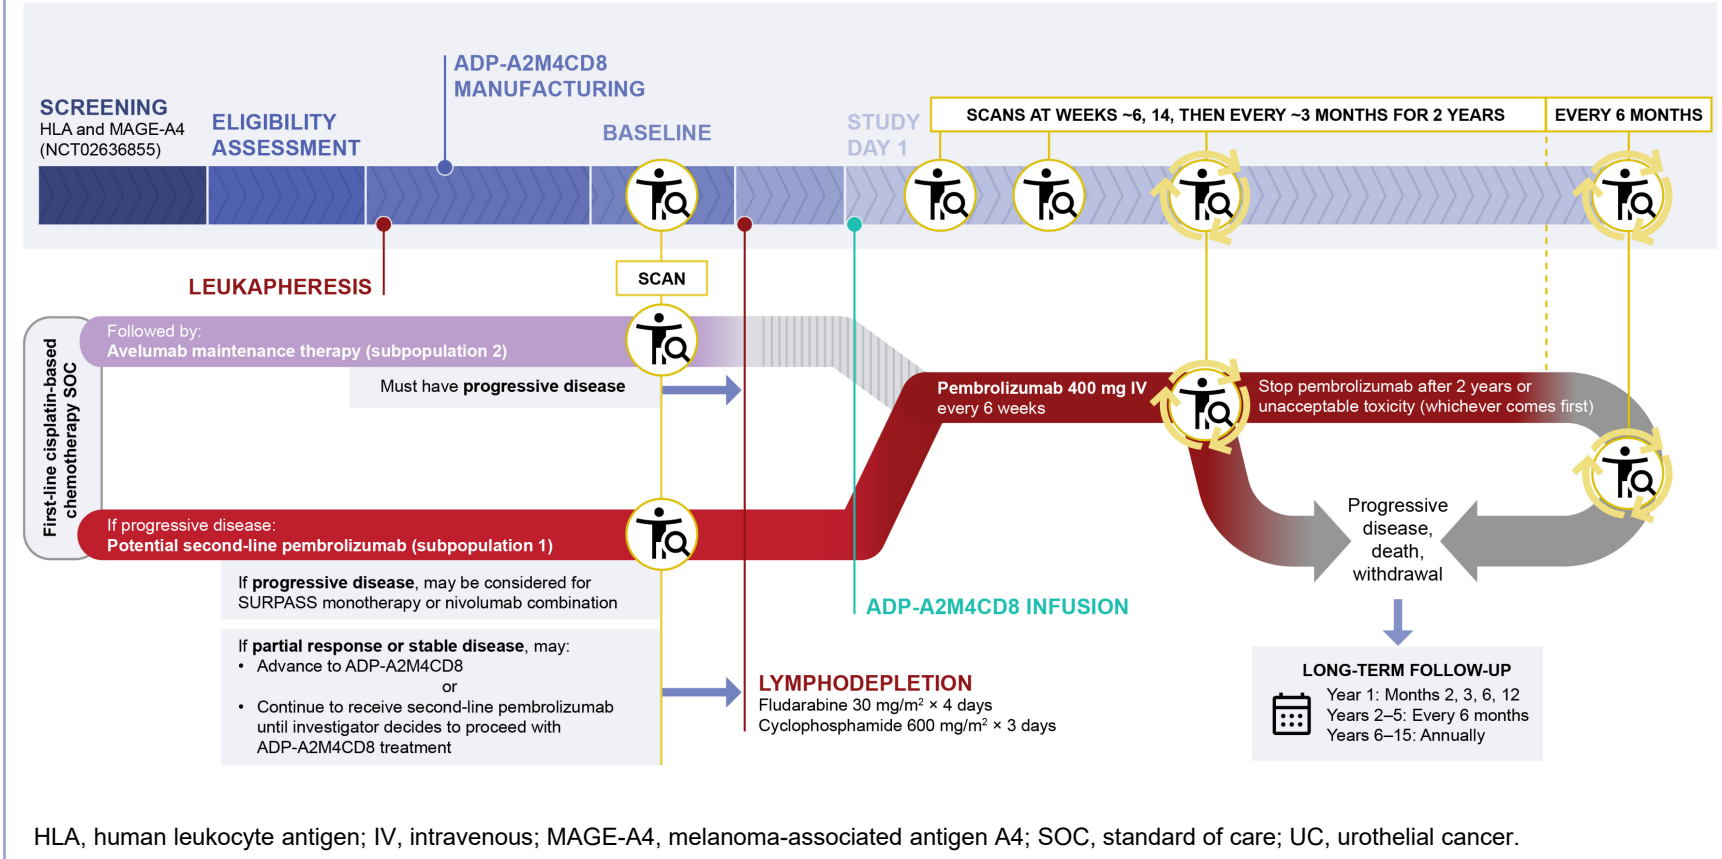 ADP-A2M4CD8
MANUFACTURING
SCREENING
HLA and MAGE-A4
(NCT02636855)
ELIGIBILITY
ASSESSMENT
BASELINE
STUDY
DAY 1
SCANS AT WEEKS ~6, 14, THEN EVERY ~3 MONTHS FOR 2 YEARS
EVERY 6 MONTHS
LEUKAPHERESIS
SCAN
First-line cisplatin-based
chemotherapy SOC
Followed by:
Avelumab maintenance therapy (subpopulation 2)
Must have progressive disease
Pembrolizumab 400 mg IV
every 6 weeks
Stop pembrolizumab after 2 years or
unacceptable toxicity (whichever comes first)
If progressive disease:
Potential second-line pembrolizumab (subpopulation 1)
If progressive disease, may be considered for
SURPASS monotherapy or nivolumab combination
If partial response or stable disease, may:
• Advance to ADP-A2M4CD8
or
• Continue to receive second-line pembrolizumab
until investigator decides to proceed with
ADP-A2M4CD8 treatment
ADP-A2M4CD8 INFUSION
LYMPHODEPLETION
Fludarabine 30 mg/m² × 4 days
Cyclophosphamide 600 mg/m² × 3 days
Progressive
disease,
death,
withdrawal
LONG-TERM FOLLOW-UP
Year 1: Months 2, 3, 6, 12
Years 2–5: Every 6 months
Years 6–15: Annually
HLA, human leukocyte antigen; IV, intravenous; MAGE-A4, melanoma-associated antigen A4; SOC, standard of care; UC, urothelial cancer.